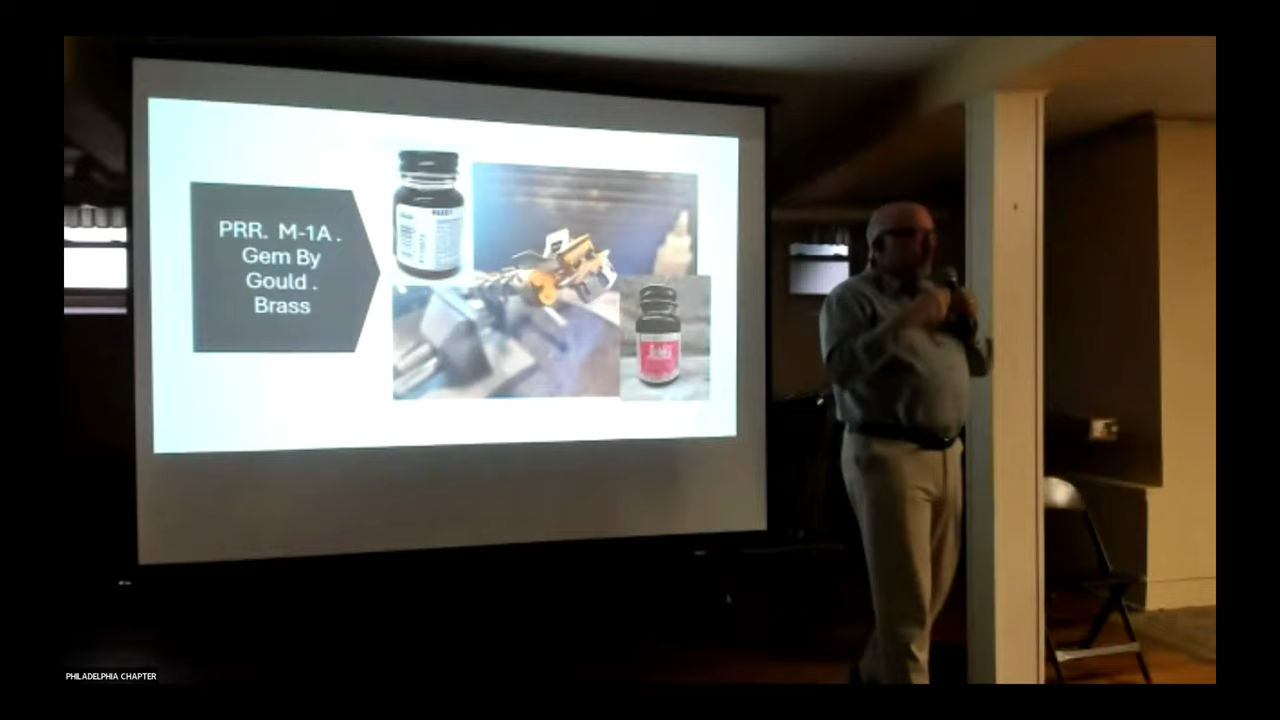 PRR. M-1A .
Gem By
Gould .
Brass
PHILADELPHIA CHAPTER